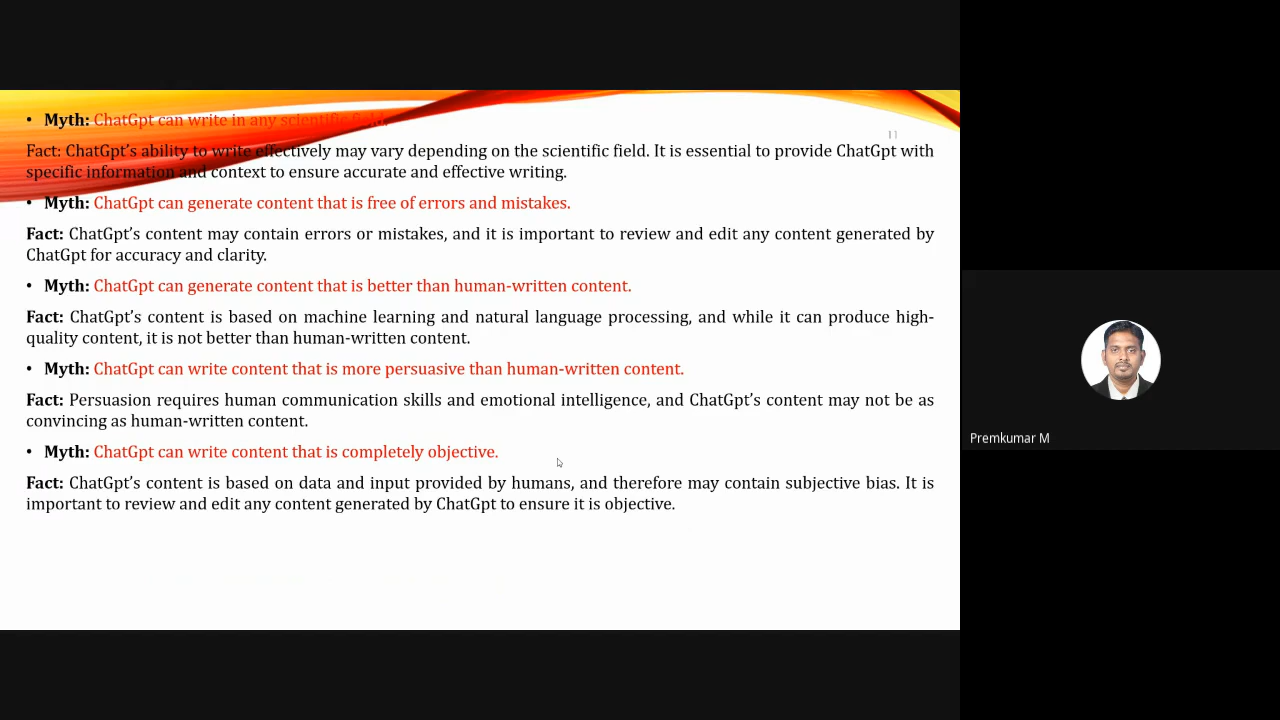 • Myth: ChatGpt can write in any scientific field.
11
Fact: ChatGpt’s ability to write effectively may vary depending on the scientific field. It is essential to provide ChatGpt with
specific information and context to ensure accurate and effective writing.
• Myth: ChatGpt can generate content that is free of errors and mistakes.
Fact: ChatGpt’s content may contain errors or mistakes, and it is important to review and edit any content generated by
ChatGpt for accuracy and clarity.
• Myth: ChatGpt can generate content that is better than human-written content.
Fact: ChatGpt’s content is based on machine learning and natural language processing, and while it can produce high-
quality content, it is not better than human-written content.
• Myth: ChatGpt can write content that is more persuasive than human-written content.
Fact: Persuasion requires human communication skills and emotional intelligence, and ChatGpt’s content may not be as
convincing as human-written content.
• Myth: ChatGpt can write content that is completely objective.
Fact: ChatGpt’s content is based on data and input provided by humans, and therefore may contain subjective bias. It is
important to review and edit any content generated by ChatGpt to ensure it is objective.
Premkumar M